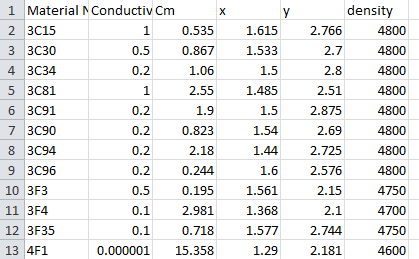 1 Material N Conductiv Cm x y density
2 3C15 1 0.535 1.615 2.766 4800
3 3C30 0.5 0.867 1.533 2.7 4800
4 3C34 0.2 1.06 1.5 2.8 4800
5 3C81 1 2.55 1.485 2.51 4800
6 3C91 0.2 1.9 1.5 2.875 4800
7 3C90 0.2 0.823 1.54 2.69 4800
8 3C94 0.2 2.18 1.44 2.725 4800
9 3C96 0.2 0.244 1.6 2.576 4800
10 3F3 0.5 0.195 1.561 2.15 4750
11 3F4 0.1 2.981 1.368 2.1 4700
12 3F35 0.1 0.718 1.577 2.744 4750
13 4F1 0.000001 15.358 1.29 2.181 4600